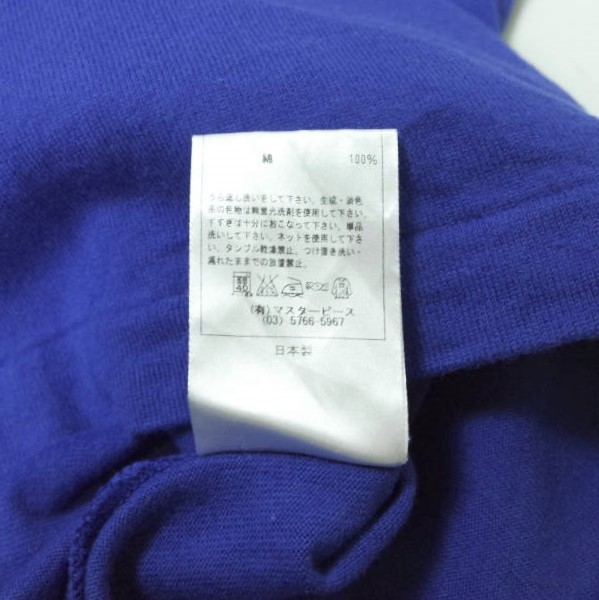 綿 100%
うら返し洗いをして下さい。生成・淡色
品の色物は無蛍光洗剤を使用して下さい。
下すすぎは十分におこなって下さい。単品
洗いして下さい。ネットを使用して下さ
い。タンブル乾燥禁止。つけ置き洗い・
濡れたままでの放置禁止。
40
(有)マスターピース
(03) 5766-5967
日本製